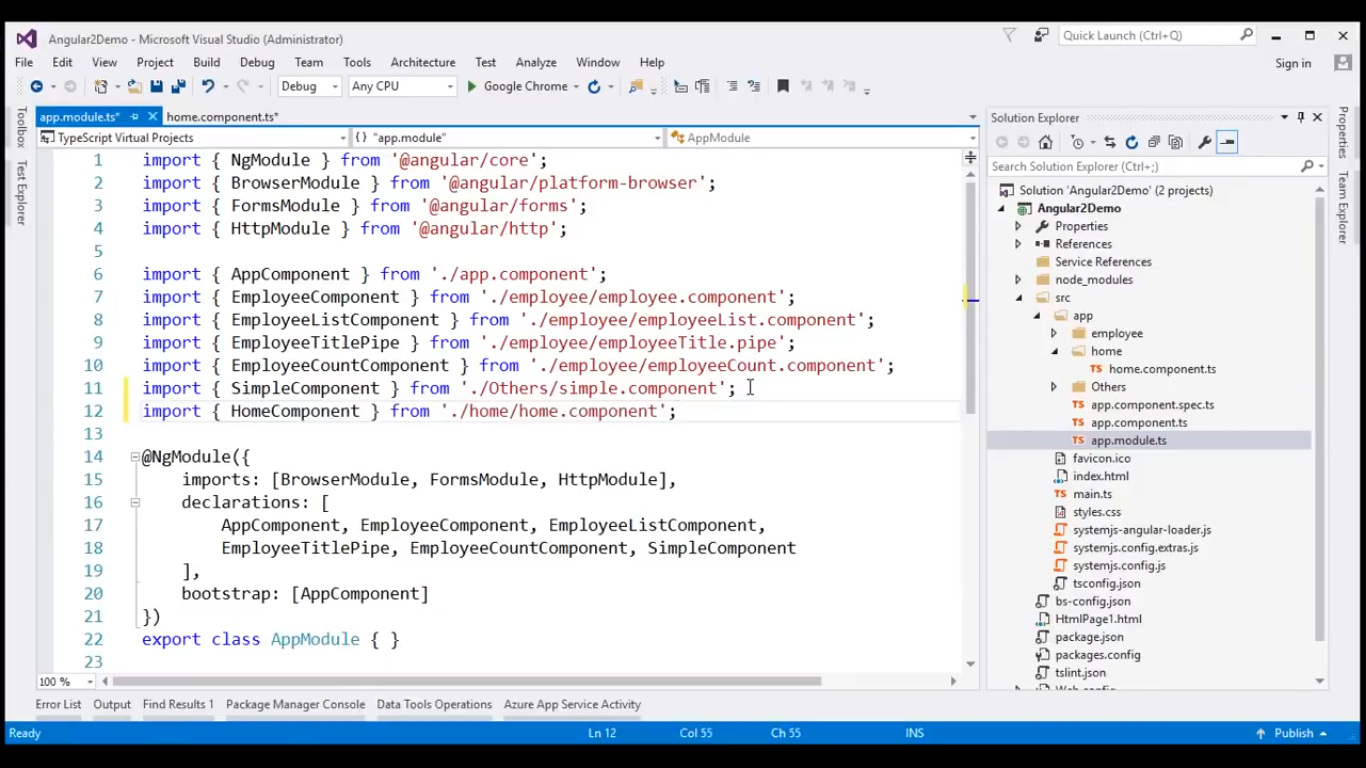 Angular2Demo - Microsoft Visual Studio (Administrator)
Quick Launch (Ctrl+Q)
File Edit View Project Build Debug Team Tools Architecture Test Analyze Window Help
Sign in
Debug Any CPU Google Chrome
app.module.ts* home.component.ts*
Solution Explorer
TypeScript Virtual Projects {} "app.module" AppModule
Toolbox
Test Explorer
Properties
Team Explorer
1 import { NgModule } from '@angular/core';
2 import { BrowserModule } from '@angular/platform-browser';
3 import { FormsModule } from '@angular/forms';
4 import { HttpModule } from '@angular/http';
5
6 import { AppComponent } from './app.component';
7 import { EmployeeComponent } from './employee/employee.component';
8 import { EmployeeListComponent } from './employee/employeeList.component';
9 import { EmployeeTitlePipe } from './employee/employeeTitle.pipe';
10 import { EmployeeCountComponent } from './employee/employeeCount.component';
11 import { SimpleComponent } from './Others/simple.component';
12 import { HomeComponent } from './home/home.component';
13
14 @NgModule({
15 imports: [BrowserModule, FormsModule, HttpModule],
16 declarations: [
17 AppComponent, EmployeeComponent, EmployeeListComponent,
18 EmployeeTitlePipe, EmployeeCountComponent, SimpleComponent
19 ],
20 bootstrap: [AppComponent]
21 })
22 export class AppModule { }
23
100 %
Search Solution Explorer (Ctrl+;)
Solution 'Angular2Demo' (2 projects)
Angular2Demo
Properties
References
Service References
node_modules
src
app
employee
home
TS home.component.ts
Others
TS app.component.spec.ts
TS app.component.ts
TS app.module.ts
favicon.ico
index.html
TS main.ts
styles.css
systemjs-angular-loader.js
systemjs.config.extras.js
systemjs.config.js
tsconfig.json
bs-config.json
HtmlPage1.html
package.json
packages.config
tslint.json
Error List Output Find Results 1 Package Manager Console Data Tools Operations Azure App Service Activity
Ready Ln 12 Col 55 Ch 55 INS Publish